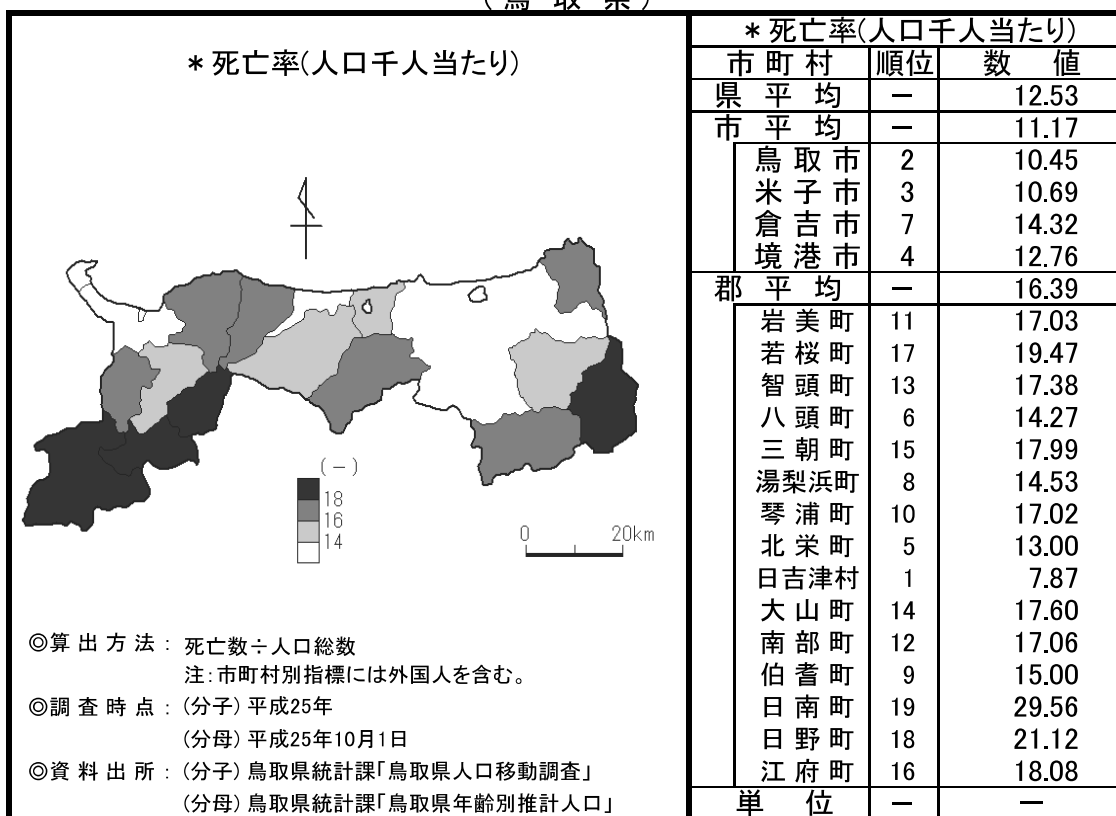 (鳥 取 県)
＊死亡率(人口千人当たり)
(－)
18
16
14
0 20km
◎算 出 方 法 : 死亡数÷人口総数
注:市町村別指標には外国人を含む。
◎調 査 時 点 : (分子) 平成25年
(分母) 平成25年10月1日
◎資 料 出 所 : (分子) 鳥取県統計課「鳥取県人口移動調査」
(分母) 鳥取県統計課「鳥取県年齢別推計人口」
＊死亡率(人口千人当たり)
市 町 村 順位 数 値
県 平 均 － 12.53
市 平 均 － 11.17
鳥 取 市 2 10.45
米 子 市 3 10.69
倉 吉 市 7 14.32
境 港 市 4 12.76
郡 平 均 － 16.39
岩 美 町 11 17.03
若 桜 町 17 19.47
智 頭 町 13 17.38
八 頭 町 6 14.27
三 朝 町 15 17.99
湯梨浜町 8 14.53
琴 浦 町 10 17.02
北 栄 町 5 13.00
日吉津村 1 7.87
大 山 町 14 17.60
南 部 町 12 17.06
伯 耆 町 9 15.00
日 南 町 19 29.56
日 野 町 18 21.12
江 府 町 16 18.08
単 位 － －